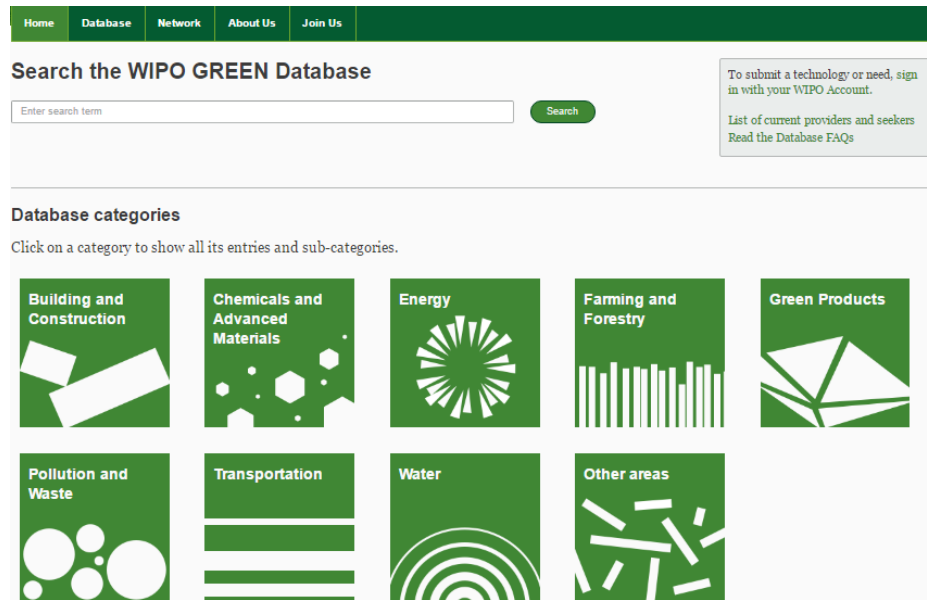 Home Database Network About Us Join Us
Search the WIPO GREEN Database
Enter search term Search
To submit a technology or need, sign
in with your WIPO Account.
List of current providers and seekers
Read the Database FAQs
Database categories
Click on a category to show all its entries and sub-categories.
Building and
Construction
Chemicals and
Advanced
Materials
Energy
Farming and
Forestry
Green Products
Pollution and
Waste
Transportation
Water
Other areas